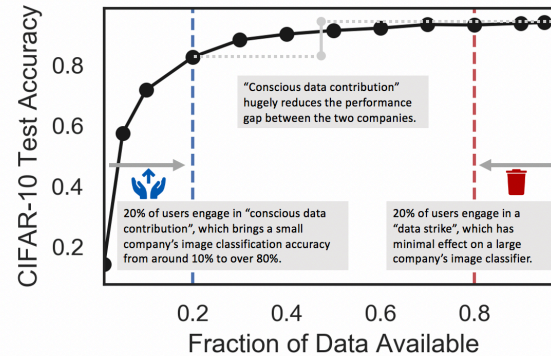 CIFAR-10 Test Accuracy
0.8
0.6
0.4
0.2
"Conscious data contribution"
hugely reduces the performance
gap between the two companies.
20% of users engage in "conscious data
contribution", which brings a small
company's image classification accuracy
from around 10% to over 80%.
20% of users engage in a
"data strike", which has
minimal effect on a large
company's image classifier.
0.2
0.4
0.6
0.8
Fraction of Data Available